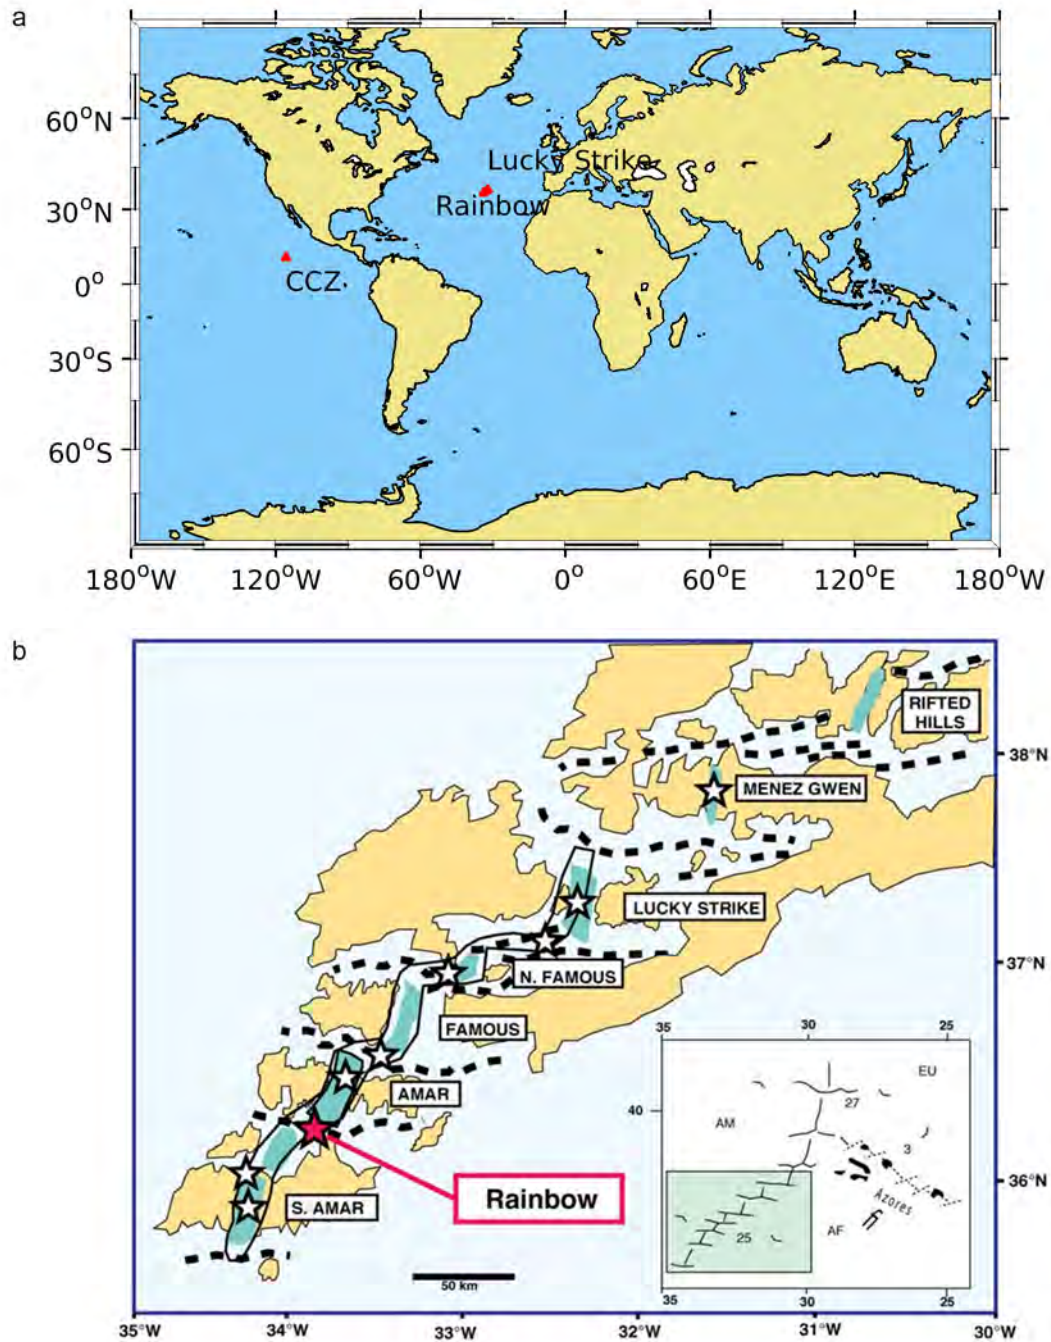 a
60°N
30°N
0°
30°S
60°S
Lucky Strike
Rainbow
CCZ
180°W 120°W 60°W 0° 60°E 120°E 180°W
b
RIFTED
HILLS
38°N
MENEZ GWEN
LUCKY STRIKE
37°N
N. FAMOUS
FAMOUS
AMAR
36°N
Rainbow
S. AMAR
50 km
35 30 25
EU
40
27
AM
3
Azores
AF
25
35 30 25
35°W 34°W 33°W 32°W 31°W 30°W